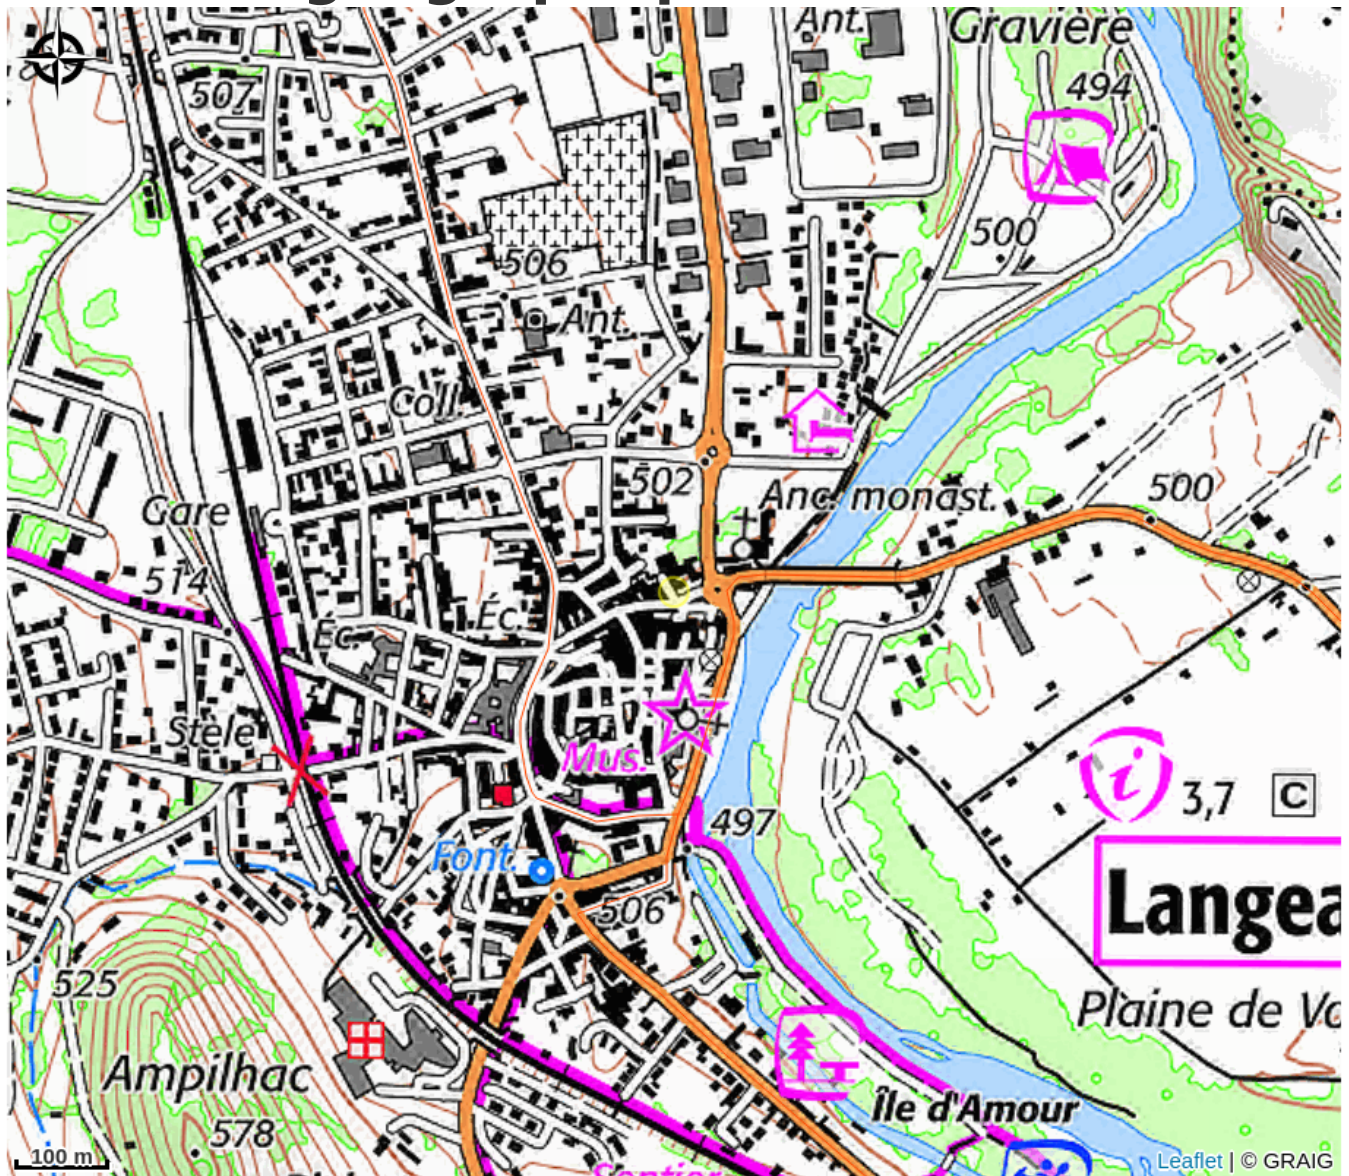 Ant.
Gravière
507
494
500
506
Ant.
Coll.
502
Anc. monast.
500
Gare
514
Éc.
Éc.
Stèle
Mus.
i
3,7 C
497
Font.
Langea
506
525
Plaine de Vo
Ampilhac
Île d'Amour
578
100 m
Sentier
Leaflet | © GRAIG